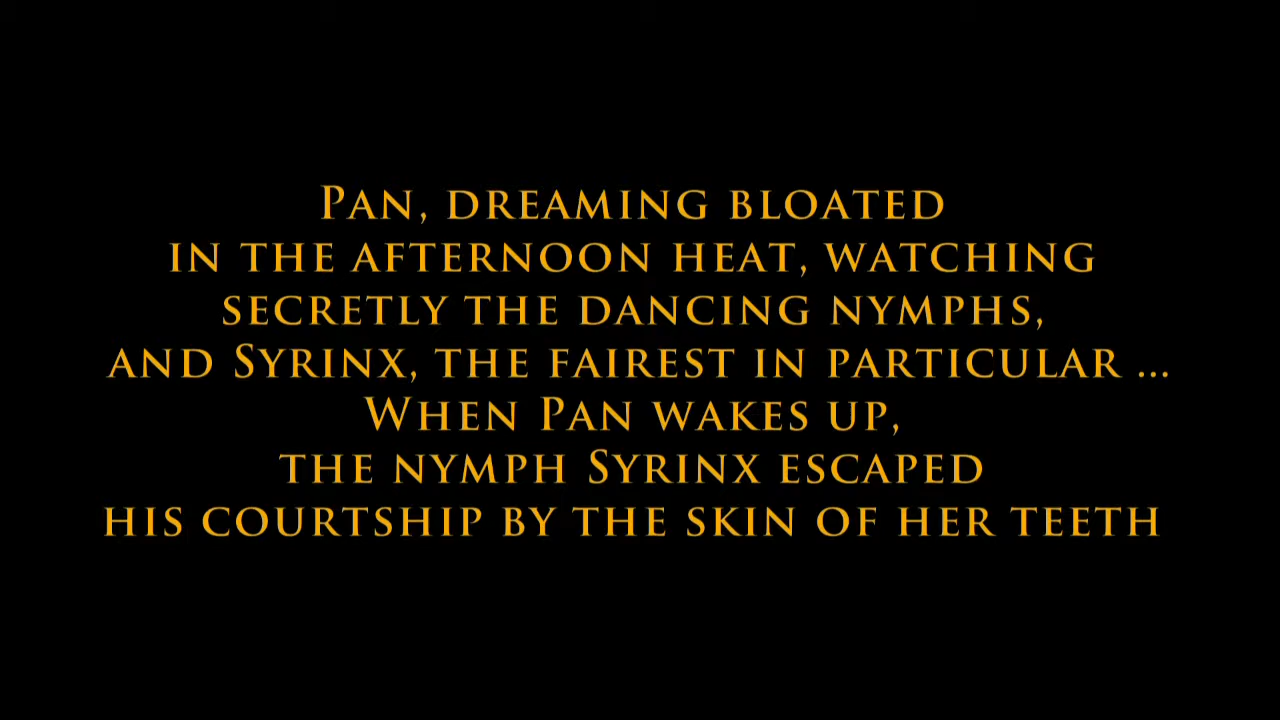 Pan, dreaming bloated
in the afternoon heat, watching
secretly the dancing nymphs,
and Syrinx, the fairest in particular ...
When Pan wakes up,
the nymph Syrinx escaped
his courtship by the skin of her teeth